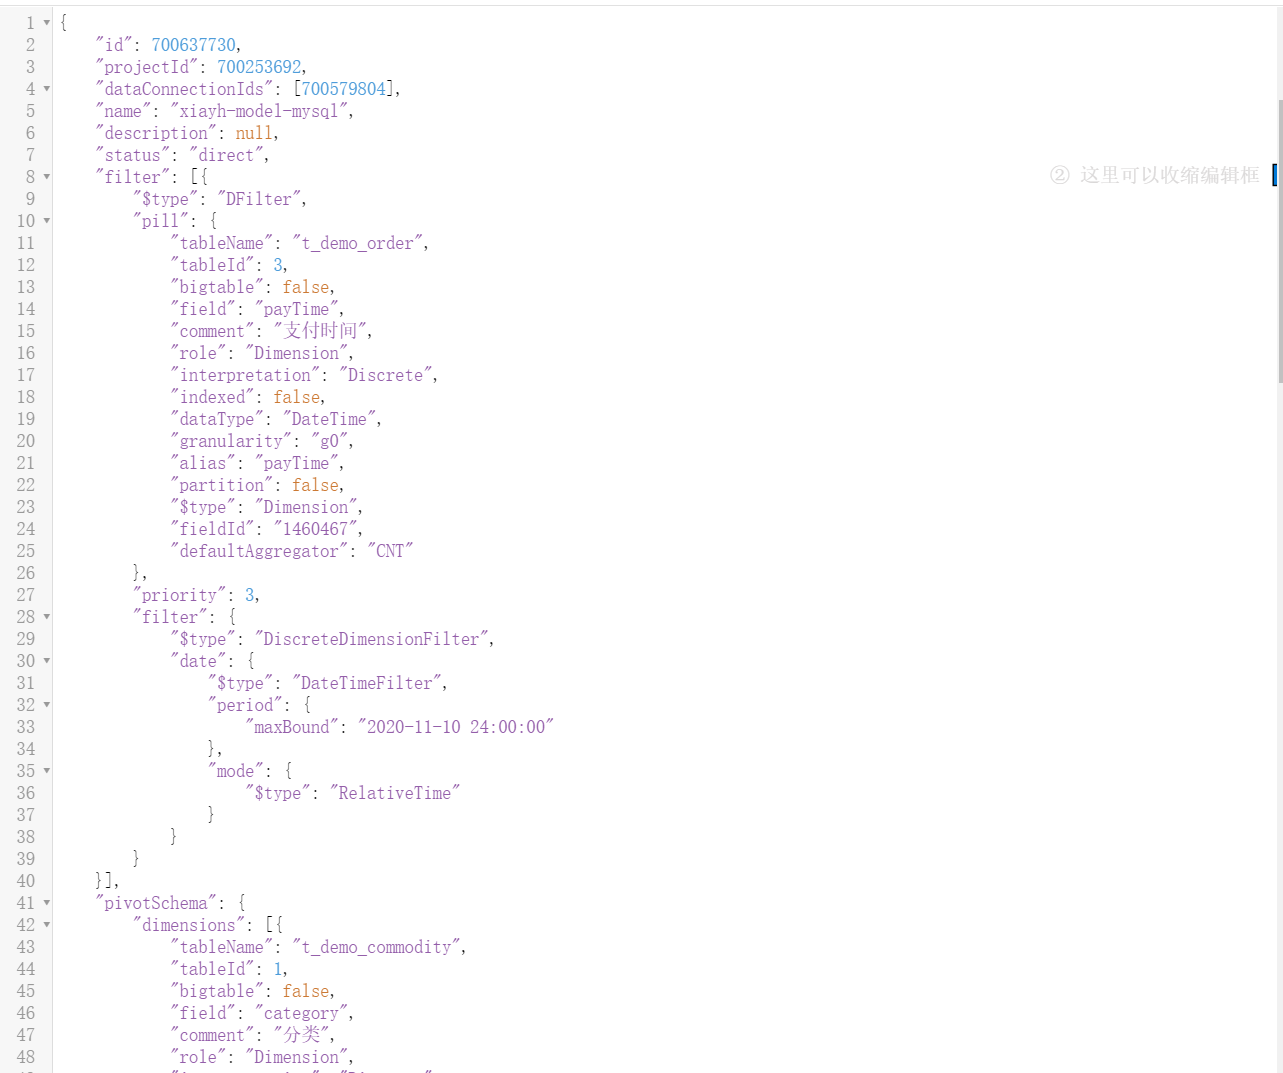 1 {
2 "id": 700637730,
3 "projectId": 700253692,
4 "dataConnectionIds": [700579804],
5 "name": "xiayh-model-mysql",
6 "description": null,
7 "status": "direct",
8 "filter": [{
② 这里可以收缩编辑框
9 "$type": "DFilter",
10 "pill": {
11 "tableName": "t_demo_order",
12 "tableId": 3,
13 "bigtable": false,
14 "field": "payTime",
15 "comment": "支付时间",
16 "role": "Dimension",
17 "interpretation": "Discrete",
18 "indexed": false,
19 "dataType": "DateTime",
20 "granularity": "g0",
21 "alias": "payTime",
22 "partition": false,
23 "$type": "Dimension",
24 "fieldId": "1460467",
25 "defaultAggregator": "CNT"
26 },
27 "priority": 3,
28 "filter": {
29 "$type": "DiscreteDimensionFilter",
30 "date": {
31 "$type": "DateTimeFilter",
32 "period": {
33 "maxBound": "2020-11-10 24:00:00"
34 },
35 "mode": {
36 "$type": "RelativeTime"
37 }
38 }
39 }
40 }],
41 "pivotSchema": {
42 "dimensions": [{
43 "tableName": "t_demo_commodity",
44 "tableId": 1,
45 "bigtable": false,
46 "field": "category",
47 "comment": "分类",
48 "role": "Dimension",